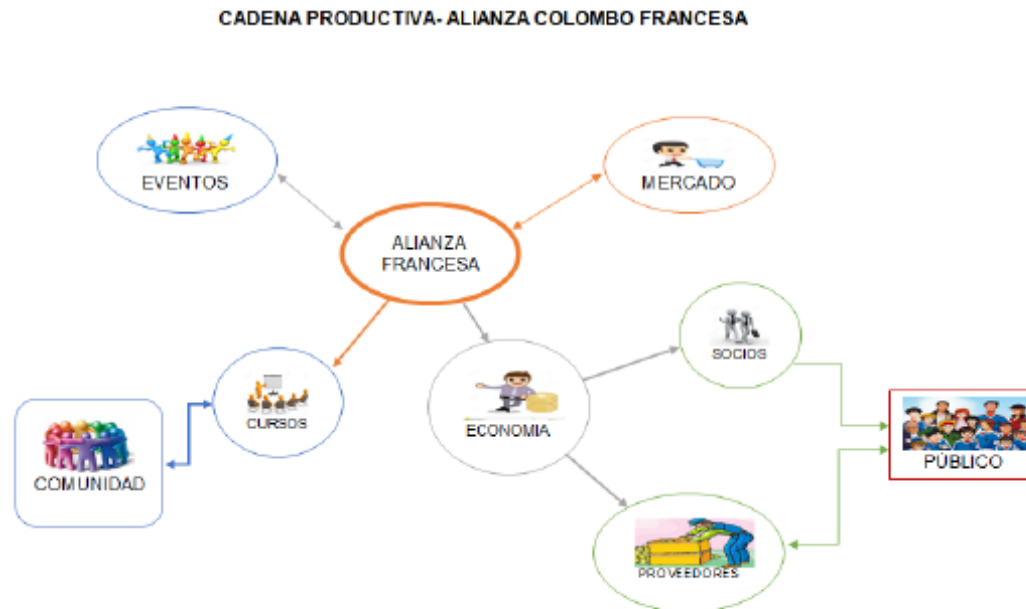 CADENA PRODUCTIVA- ALIANZA COLOMBO FRANCESA
EVENTOS
MERCADO
ALIANZA
FRANCESA
SOCIOS
CURSOS
ECONOMIA
PÚBLICO
COMUNIDAD
PROVEEDORES